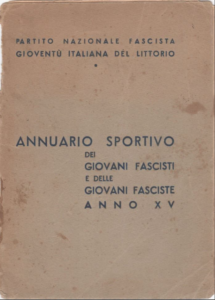 PARTITO NAZIONALE FASCISTA
GIOVENTÙ ITALIANA DEL LITTORIO
ANNUARIO SPORTIVO
DEI
GIOVANI FASCISTI
E DELLE
GIOVANI FASCISTE
ANNO XV